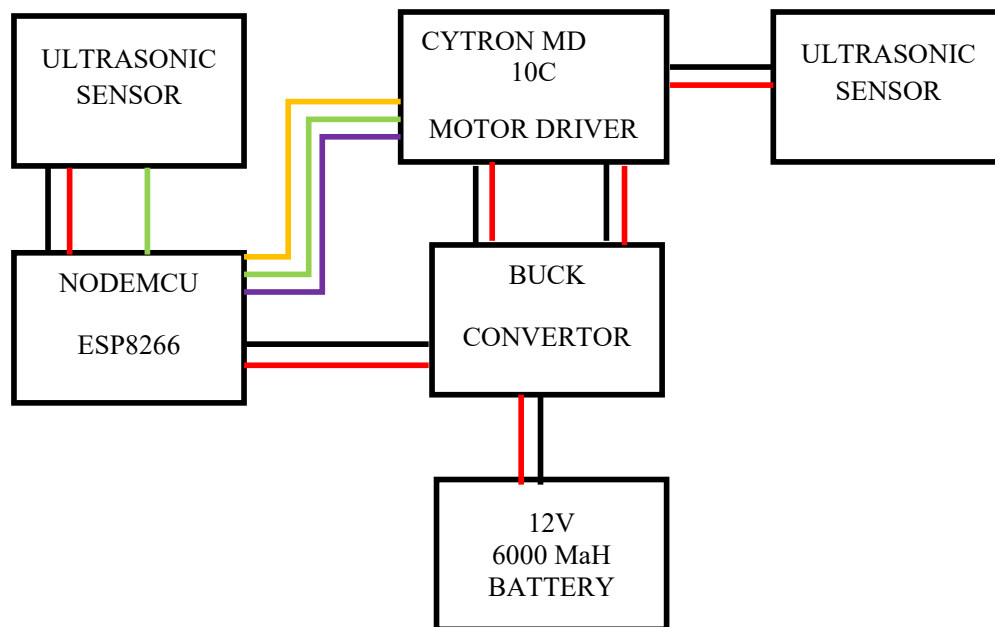 ULTRASONIC
SENSOR
CYTRON MD
10C
MOTOR DRIVER
ULTRASONIC
SENSOR
NODEMCU
ESP8266
BUCK
CONVERTOR
12V
6000 MaH
BATTERY